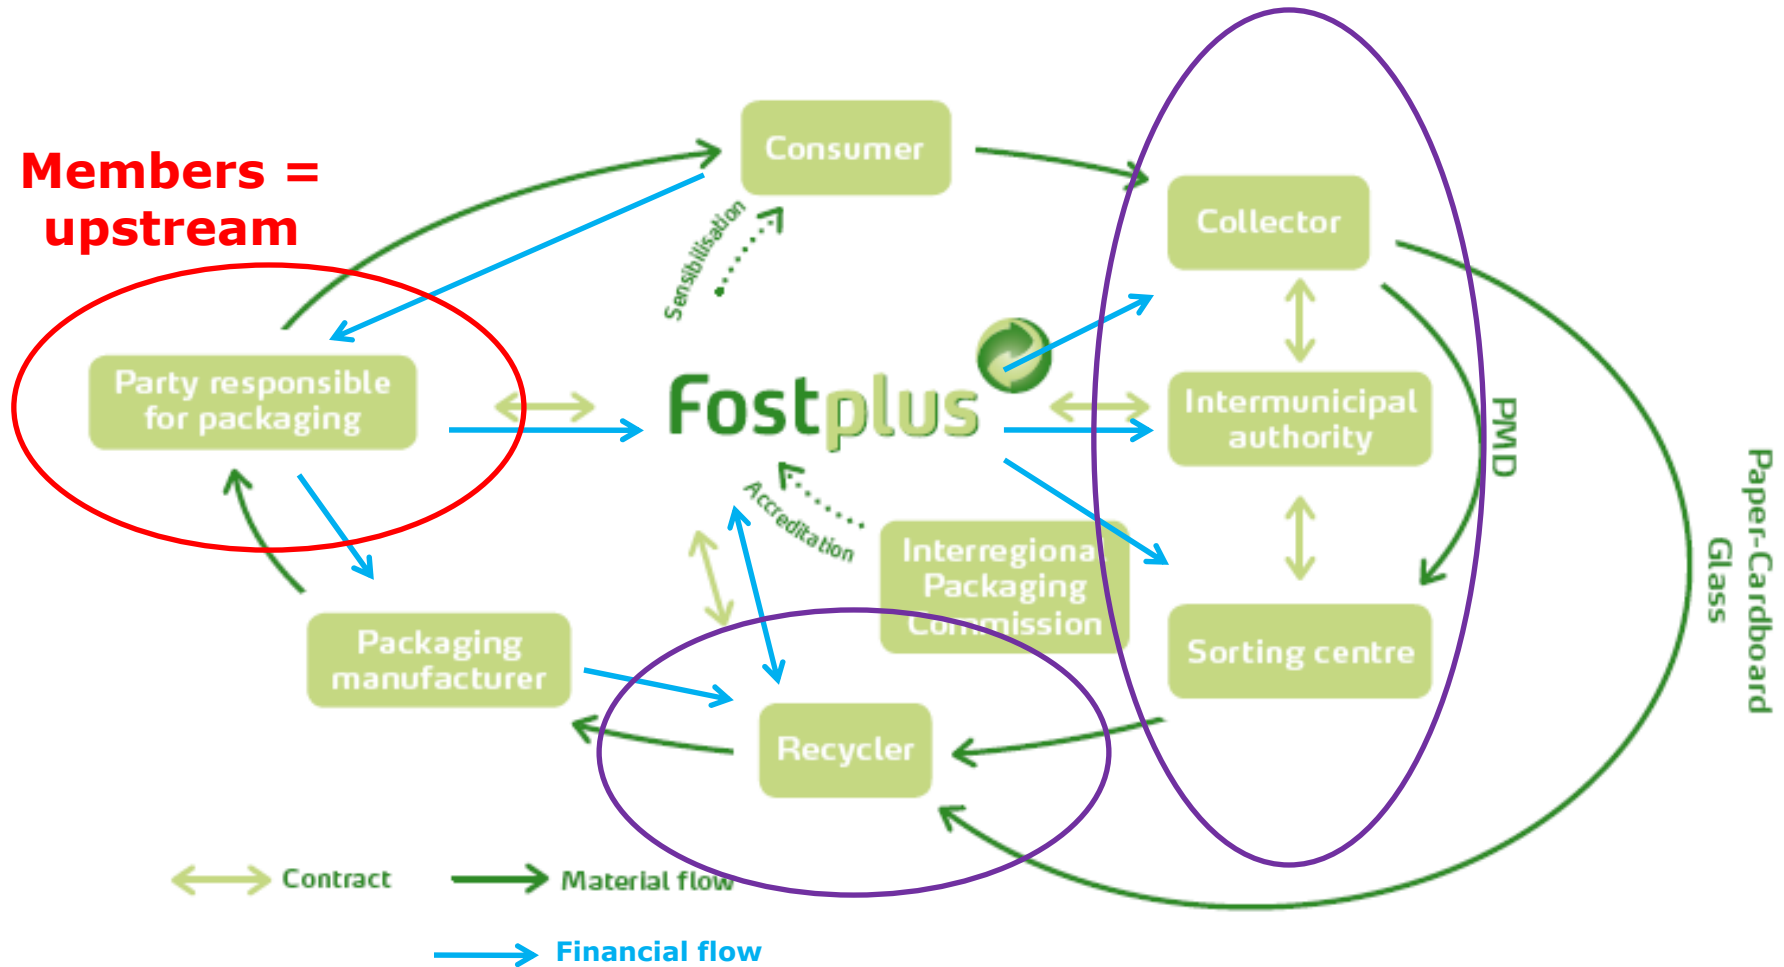 Members =
upstream
Consumer
Collector
Sensibilisation
Party responsible
for packaging
Fostplus
Intermunicipal
authority
PMD
Paper-Cardboard
Glass
Accreditation
Interregional
Packaging
Commission
Packaging
manufacturer
Sorting centre
Recycler
Contract
Material flow
Financial flow